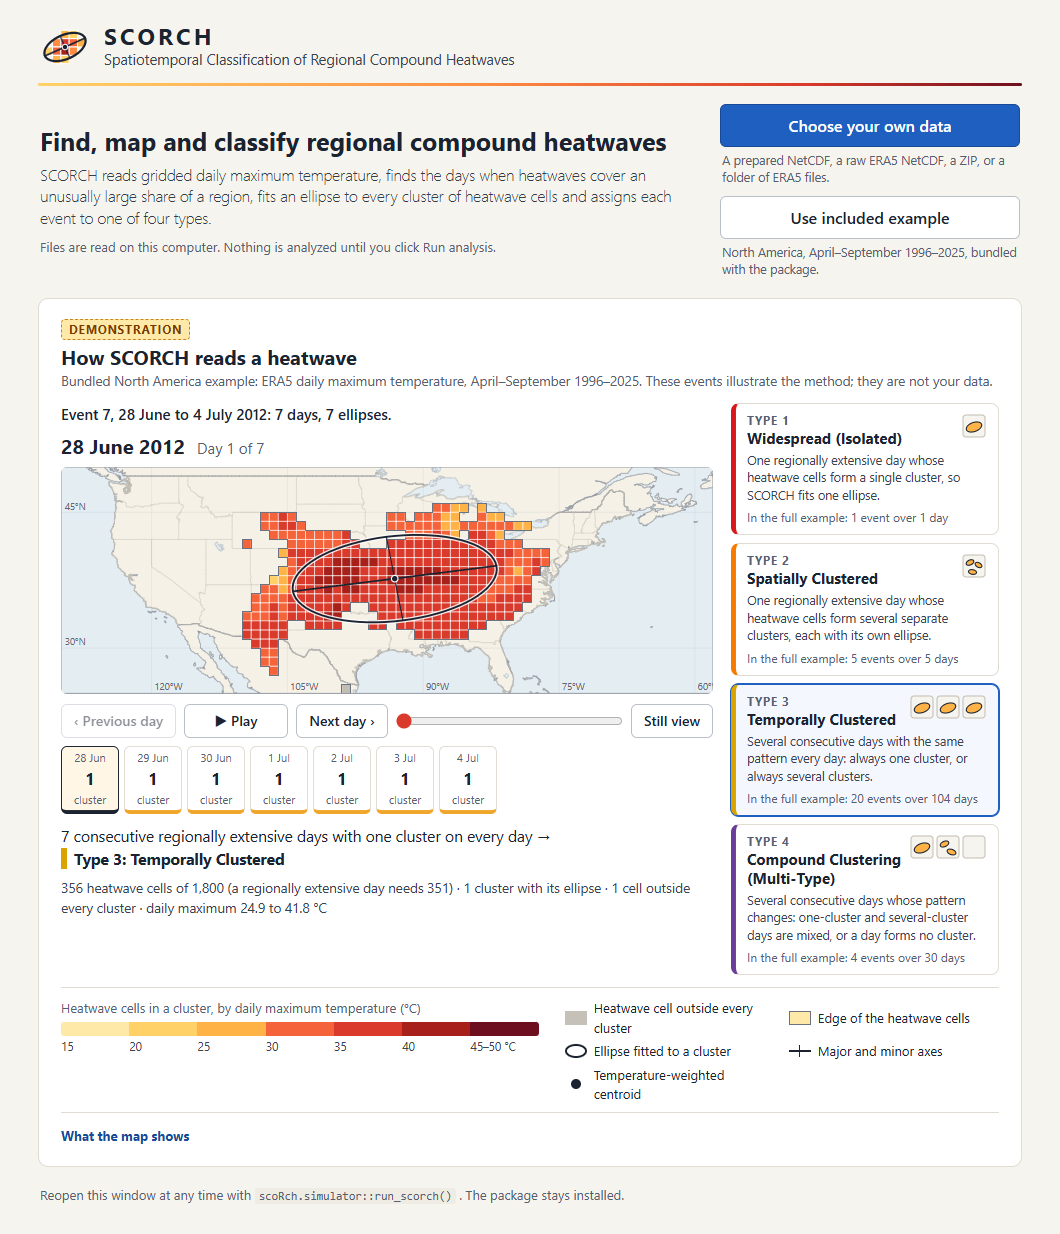 SCORCH
Spatiotemporal Classification of Regional Compound Heatwaves
Find, map and classify regional compound heatwaves
SCORCH reads gridded daily maximum temperature, finds the days when heatwaves cover an
unusually large share of a region, fits an ellipse to every cluster of heatwave cells and assigns each
event to one of four types.
Files are read on this computer. Nothing is analyzed until you click Run analysis.
Choose your own data
A prepared NetCDF, a raw ERA5 NetCDF, a ZIP, or a
folder of ERA5 files.
Use included example
North America, April–September 1996–2025, bundled
with the package.
DEMONSTRATION
How SCORCH reads a heatwave
Bundled North America example: ERA5 daily maximum temperature, April–September 1996–2025. These events illustrate the method; they are not your data.
Event 7, 28 June to 4 July 2012: 7 days, 7 ellipses.
28 June 2012 Day 1 of 7
45°N
30°N
120°W 105°W 90°W 75°W 60°
‹ Previous day ▶ Play Next day › Still view
28 Jun 29 Jun 30 Jun 1 Jul 2 Jul 3 Jul 4 Jul
1 1 1 1 1 1 1
cluster cluster cluster cluster cluster cluster cluster
7 consecutive regionally extensive days with one cluster on every day →
Type 3: Temporally Clustered
356 heatwave cells of 1,800 (a regionally extensive day needs 351) · 1 cluster with its ellipse · 1 cell outside
every cluster · daily maximum 24.9 to 41.8 °C
TYPE 1
Widespread (Isolated)
One regionally extensive day whose
heatwave cells form a single cluster, so
SCORCH fits one ellipse.
In the full example: 1 event over 1 day
TYPE 2
Spatially Clustered
One regionally extensive day whose
heatwave cells form several separate
clusters, each with its own ellipse.
In the full example: 5 events over 5 days
TYPE 3
Temporally Clustered
Several consecutive days with the same
pattern every day: always one cluster, or
always several clusters.
In the full example: 20 events over 104 days
TYPE 4
Compound Clustering
(Multi-Type)
Several consecutive days whose pattern
changes: one-cluster and several-cluster
days are mixed, or a day forms no cluster.
In the full example: 4 events over 30 days
Heatwave cells in a cluster, by daily maximum temperature (°C)
15 20 25 30 35 40 45–50 °C
Heatwave cell outside every
cluster
Edge of the heatwave cells
Ellipse fitted to a cluster
Major and minor axes
Temperature-weighted
centroid
What the map shows
Reopen this window at any time with scoRch.simulator::run_scorch() . The package stays installed.